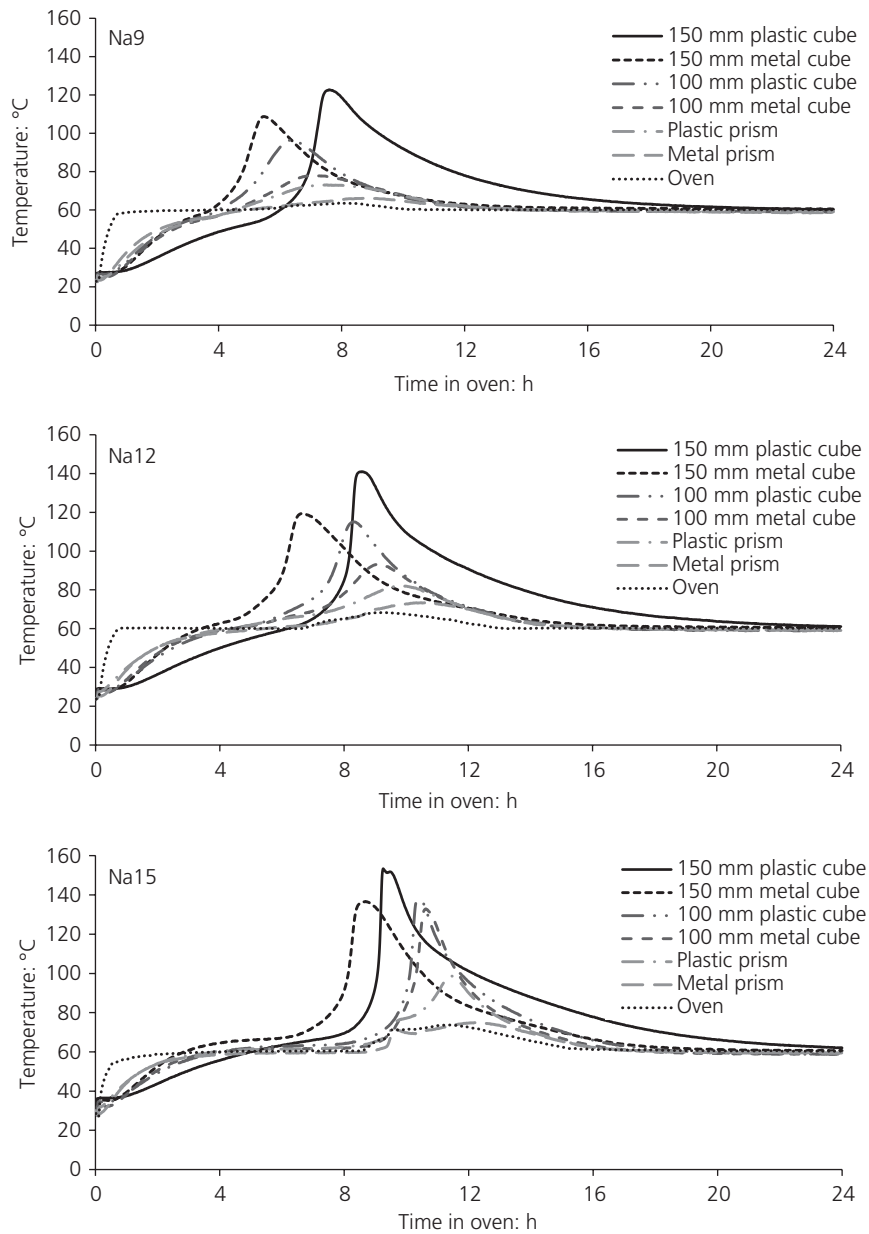 Na9
150 mm plastic cube
150 mm metal cube
100 mm plastic cube
100 mm metal cube
Plastic prism
Metal prism
Oven
Temperature: °C
160
140
120
100
80
60
40
20
0
0 4 8 12 16 20 24
Time in oven: h
Na12
150 mm plastic cube
150 mm metal cube
100 mm plastic cube
100 mm metal cube
Plastic prism
Metal prism
Oven
Temperature: °C
160
140
120
100
80
60
40
20
0
0 4 8 12 16 20 24
Time in oven: h
Na15
150 mm plastic cube
150 mm metal cube
100 mm plastic cube
100 mm metal cube
Plastic prism
Metal prism
Oven
Temperature: °C
160
140
120
100
80
60
40
20
0
0 4 8 12 16 20 24
Time in oven: h